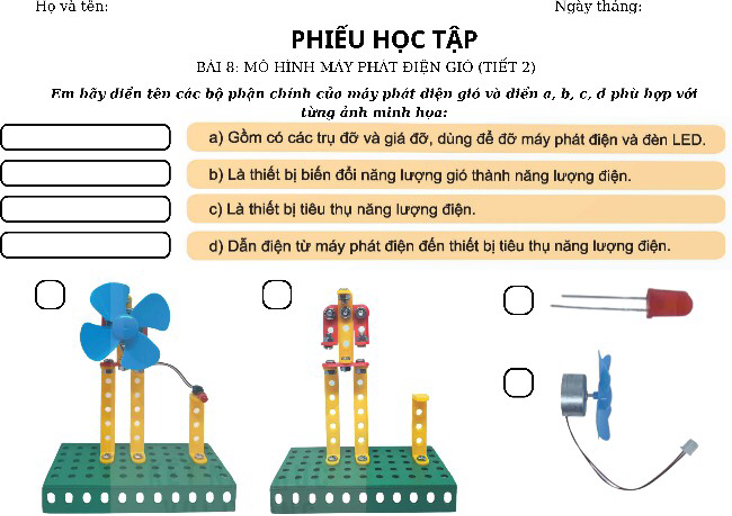 Họ và tên:
Ngày tháng:
PHIẾU HỌC TẬP
BÀI 8: MÔ HÌNH MÁY PHÁT ĐIỆN GIÓ (TIẾT 2)
Em hãy điền tên các bộ phận chính của máy phát điện gió và điền a, b, c, d phù hợp với
từng ảnh minh họa:
a) Gồm có các trụ đỡ và giá đỡ, dùng để đỡ máy phát điện và đèn LED.
b) Là thiết bị biến đổi năng lượng gió thành năng lượng điện.
c) Là thiết bị tiêu thụ năng lượng điện.
d) Dẫn điện từ máy phát điện đến thiết bị tiêu thụ năng lượng điện.